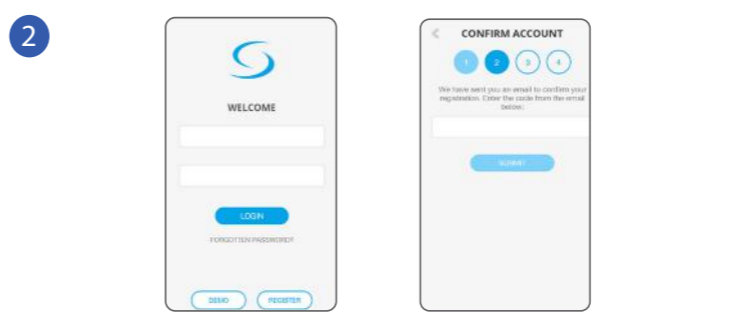 2
WELCOME
LOGIN
FORGOTTEN PASSWORD?
DEMO
REGISTER
CONFIRM ACCOUNT
1 2 3 4
We have sent you an email to confirm your
registration. Enter the code from the email
below:
SUBMIT